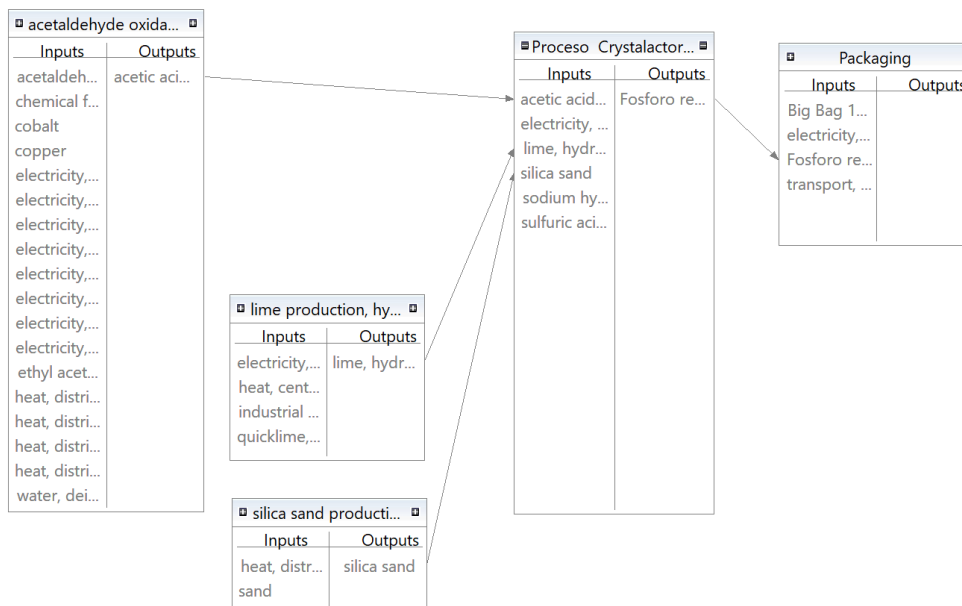 acetaldehyde oxida...
Inputs Outputs
acetaldeh... acetic aci...
chemical f...
cobalt
copper
electricity,...
electricity,...
electricity,...
electricity,...
electricity,...
electricity,...
electricity,...
electricity,...
ethyl acet...
heat, distri...
heat, distri...
heat, distri...
heat, distri...
water, dei...
lime production, hy...
Inputs Outputs
electricity,... lime, hydr...
heat, cent...
industrial ...
quicklime,...
silica sand producti...
Inputs Outputs
heat, distr... silica sand
sand
Proceso Crystalactor...
Inputs Outputs
acetic acid... Fosforo re...
electricity, ...
lime, hydr...
silica sand
sodium hy...
sulfuric aci...
Packaging
Inputs Outputs
Big Bag 1...
electricity,...
Fosforo re...
transport, ...